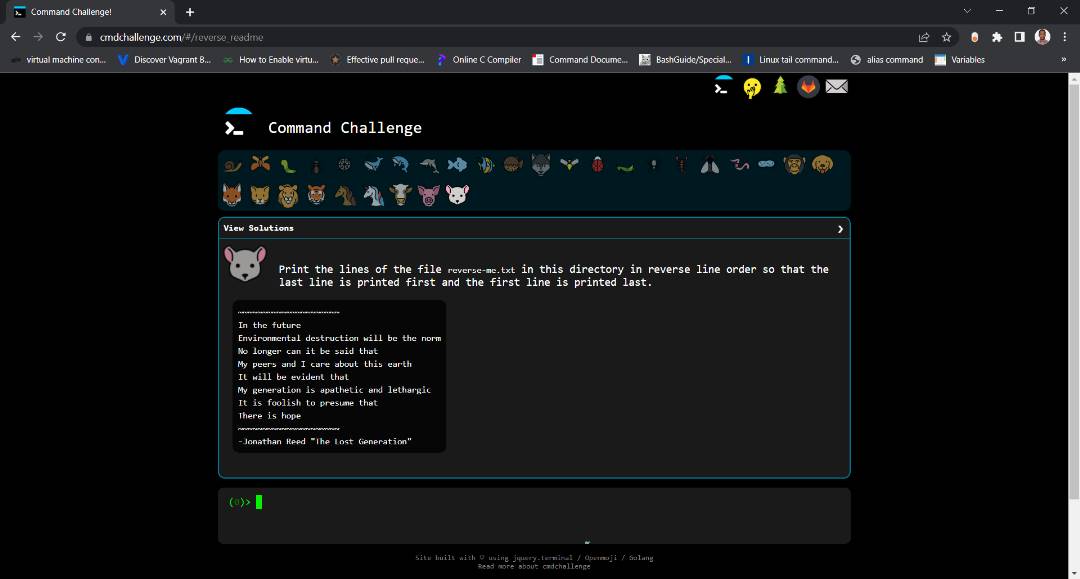 Command Challenge!
cmdchallenge.com/#/reverse_readme
virtual machine con...
Discover Vagrant B...
How to Enable virtu...
Effective pull reque...
Online C Compiler
Command Docume...
BashGuide/Special...
Linux tail command...
alias command
Variables
»
Command Challenge
View Solutions
Print the lines of the file reverse-me.txt in this directory in reverse line order so that the
last line is printed first and the first line is printed last.
~~~~~~~~~~~~~~~~~~~~~~~~
In the future
Environmental destruction will be the norm
No longer can it be said that
My peers and I care about this earth
It will be evident that
My generation is apathetic and lethargic
It is foolish to presume that
There is hope
~~~~~~~~~~~~~~~~~~~~~~~~
-Jonathan Reed "The Lost Generation"
(0)>
Site built with ♡ using jquery.terminal / Openmoji / Golang
Read more about cmdchallenge